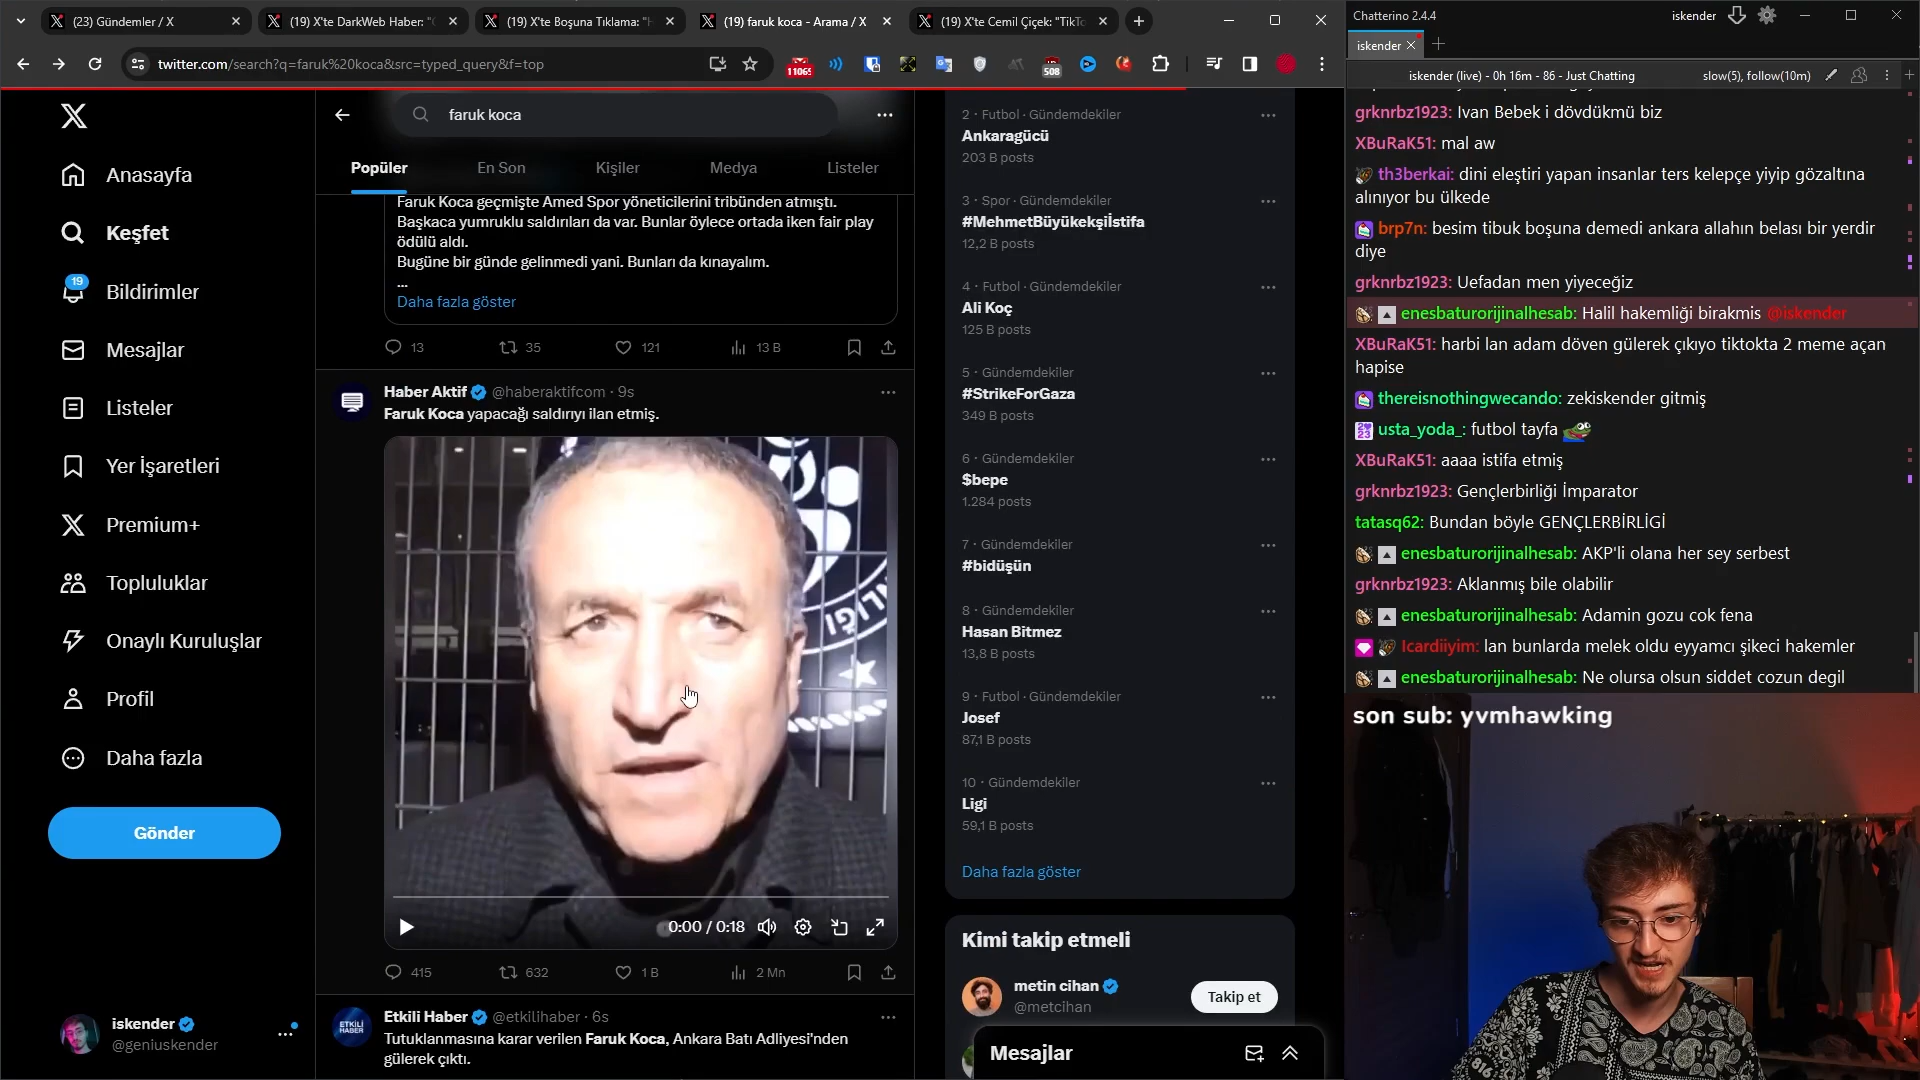 (23) Gündemler / X
(19) X'te DarkWeb Haber: "
(19) X'te Boşuna Tıklama: "H
(19) faruk koca - Arama / X
(19) X'te Cemil Çiçek: "TikTo
twitter.com/search?q=faruk%20koca&src=typed_query&f=top
11065
508
X
Anasayfa
Keşfet
19
Bildirimler
Mesajlar
Listeler
Yer İşaretleri
Premium+
Topluluklar
Onaylı Kuruluşlar
Profil
Daha fazla
Gönder
iskender
@geniuskender
faruk koca
Popüler
En Son
Kişiler
Medya
Listeler
Faruk Koca geçmişte Amed Spor yöneticilerini tribünden atmıştı.
Başkaca yumruklu saldırıları da var. Bunlar öylece ortada iken fair play
ödülü aldı.
Bugüne bir günde gelinmedi yani. Bunları da kınayalım.
...
Daha fazla göster
13
35
121
13 B
Haber Aktif @haberaktifcom · 9s
Faruk Koca yapacağı saldırıyı ilan etmiş.
0:00 / 0:18
415
632
1 B
2 Mn
ETKİLİ
HABER
Etkili Haber @etkilihaber · 6s
Tutuklanmasına karar verilen Faruk Koca, Ankara Batı Adliyesi'nden
gülerek çıktı.
2 · Futbol · Gündemdekiler
Ankaragücü
203 B posts
3 · Spor · Gündemdekiler
#MehmetBüyükekşiİstifa
12,2 B posts
4 · Futbol · Gündemdekiler
Ali Koç
125 B posts
5 · Gündemdekiler
#StrikeForGaza
349 B posts
6 · Gündemdekiler
$bepe
1.284 posts
7 · Gündemdekiler
#bidüşün
8 · Gündemdekiler
Hasan Bitmez
13,8 B posts
9 · Futbol · Gündemdekiler
Josef
87,1 B posts
10 · Gündemdekiler
Ligi
59,1 B posts
Daha fazla göster
Kimi takip etmeli
metin cihan
@metcihan
Takip et
Mesajlar
Chatterino 2.4.4
iskender
iskender
iskender (live) - 0h 16m - 86 - Just Chatting
slow(5), follow(10m)
grknrbz1923: Ivan Bebek i dövdükmü biz
XBuRaK51: mal aw
th3berkai: dini eleştiri yapan insanlar ters kelepçe yiyip gözaltına
alınıyor bu ülkede
brp7n: besim tibuk boşuna demedi ankara allahın belası bir yerdir
diye
grknrbz1923: Uefadan men yiyeceğiz
enesbaturorijinalhesab: Halil hakemliği birakmis @iskender
XBuRaK51: harbi lan adam döven gülerek çıkıyo tiktokta 2 meme açan
hapise
thereisnothingwecando: zekiskender gitmiş
usta_yoda_: futbol tayfa
XBuRaK51: aaaa istifa etmiş
grknrbz1923: Gençlerbirliği İmparator
tatasq62: Bundan böyle GENÇLERBİRLİGİ
enesbaturorijinalhesab: AKP'li olana her sey serbest
grknrbz1923: Aklanmış bile olabilir
enesbaturorijinalhesab: Adamin gozu cok fena
Icardiiyim: lan bunlarda melek oldu eyyamcı şikeci hakemler
enesbaturorijinalhesab: Ne olursa olsun siddet cozun degil
son sub: yvmhawking